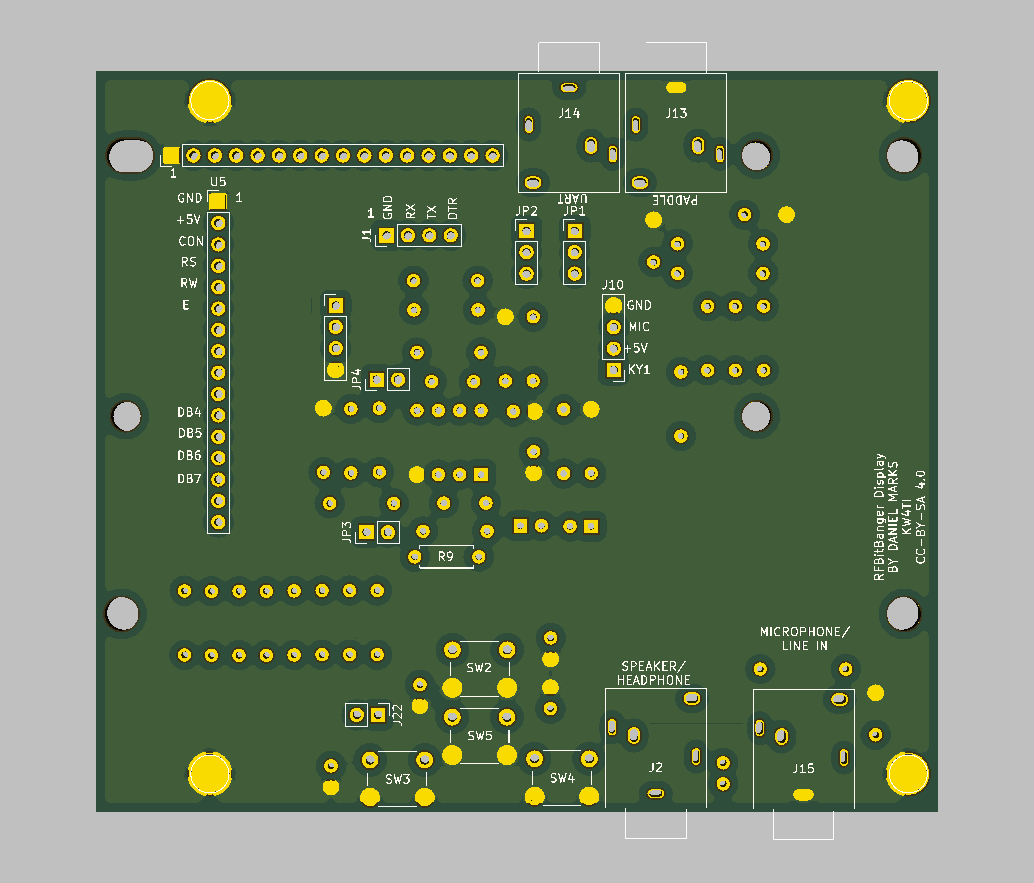 J14
J13
1
U5
GND
1
+5V
CON
RS
RW
E
DB4
DB5
DB6
DB7
1
J1
GND
RX
TX
DTR
UART
PADDLE
JP2
JP1
J10
GND
MIC
+5V
KY1
JP4
JP3
R9
RFBitBanger Display
BY DANIEL MARKS
KW4TI
CC-BY-SA 4.0
MICROPHONE/
LINE IN
SPEAKER/
HEADPHONE
SW2
J22
SW5
SW3
SW4
J2
J15